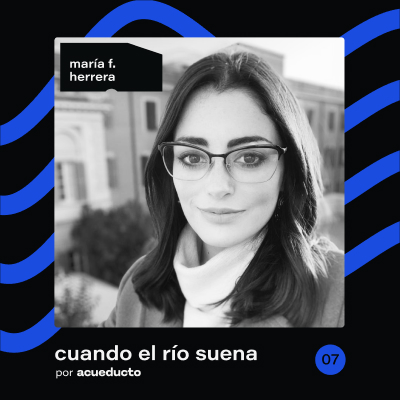 maría f.
herrera
cuando el río suena
07
por acueducto